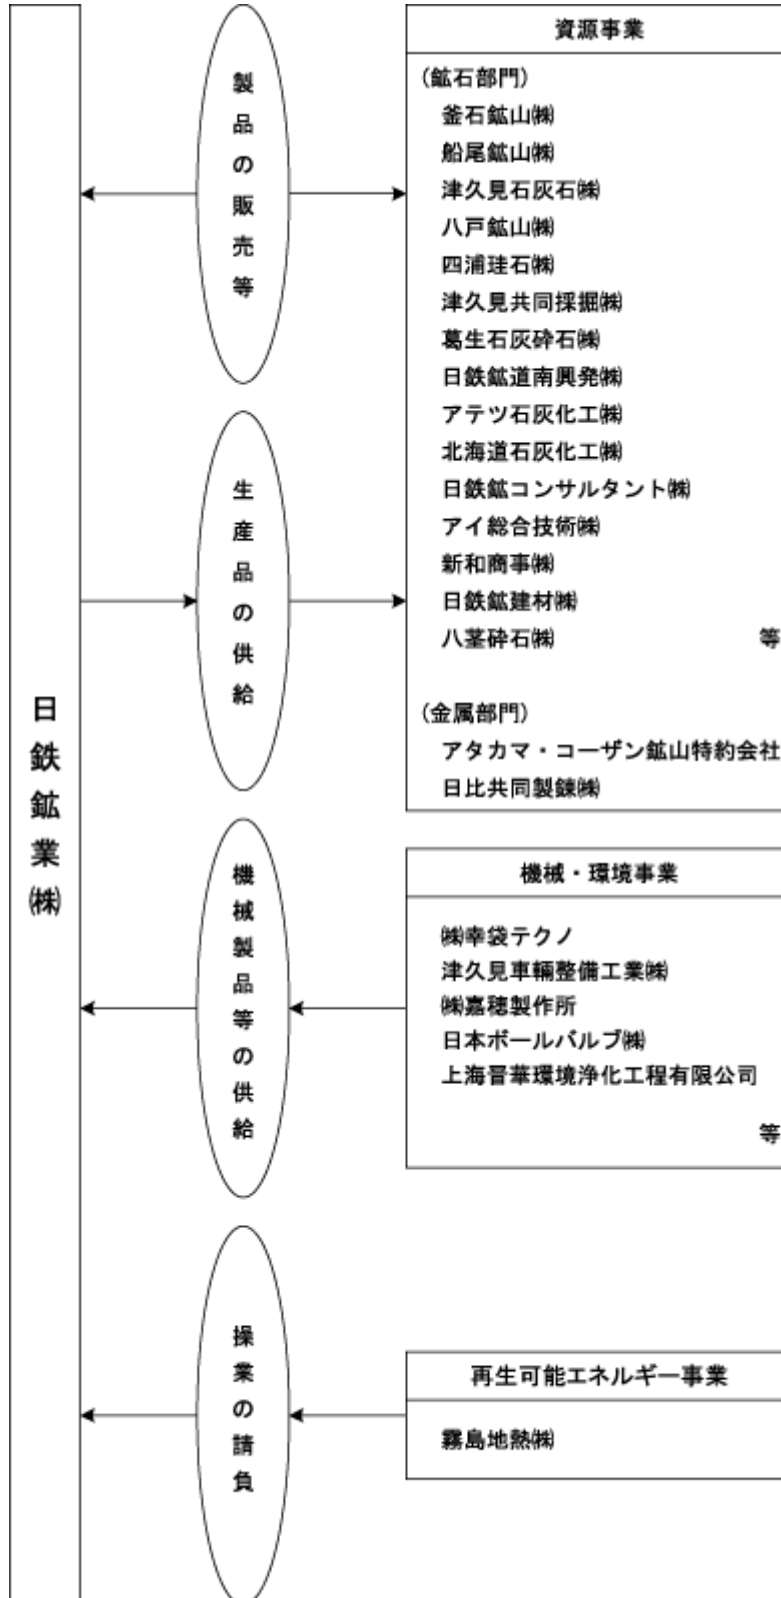 日鉄鉱業㈱
製品の販売等
生産品の供給
機械製品等の供給
操業の請負
資源事業
(鉱石部門)
釜石鉱山㈱
船尾鉱山㈱
津久見石灰石㈱
八戸鉱山㈱
四浦珪石㈱
津久見共同採掘㈱
葛生石灰砕石㈱
日鉄鉱道南興発㈱
アテツ石灰化工㈱
北海道石灰化工㈱
日鉄鉱コンサルタント㈱
アイ総合技術㈱
新和商事㈱
日鉄鉱建材㈱
八茎砕石㈱ 等
(金属部門)
アタカマ・コーザン鉱山特約会社
日比共同製錬㈱
機械・環境事業
㈱幸袋テクノ
津久見車輛整備工業㈱
㈱嘉穂製作所
日本ボールバルブ㈱
上海晋華環境浄化工程有限公司
等
再生可能エネルギー事業
霧島地熱㈱